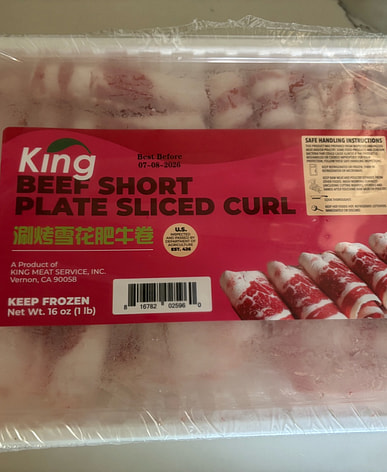 King
Best Before
07-08-2026
BEEF SHORT
PLATE SLICED CURL
涮烤雪花肥牛卷
U.S.
INSPECTED
AND PASSED BY
DEPARTMENT OF
AGRICULTURE
EST. 436
A Product of
KING MEAT SERVICE, INC.
Vernon, CA 90058
KEEP FROZEN
Net Wt. 16 oz (1 lb)
8 16782 02596 0
SAFE HANDLING INSTRUCTIONS